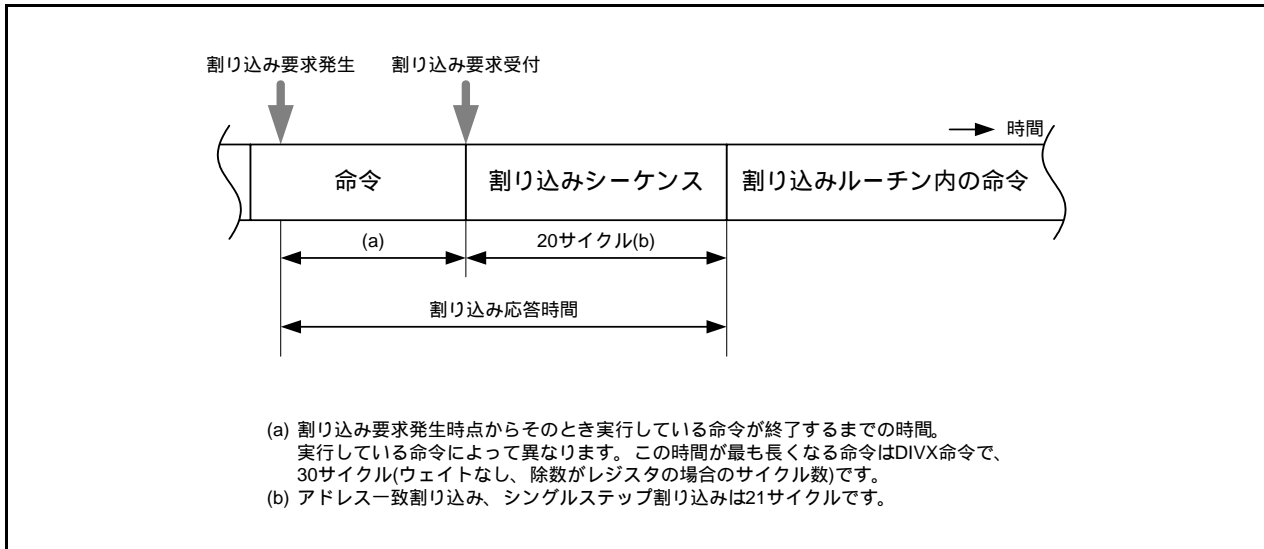 割り込み要求発生 割り込み要求受付
時間
命令 割り込みシーケンス 割り込みルーチン内の命令
(a) 20サイクル(b)
割り込み応答時間
(a) 割り込み要求発生時点からそのとき実行している命令が終了するまでの時間。
実行している命令によって異なります。この時間が最も長くなる命令はDIVX命令で、
30サイクル(ウェイトなし、除数がレジスタの場合のサイクル数)です。
(b) アドレス一致割り込み、シングルステップ割り込みは21サイクルです。